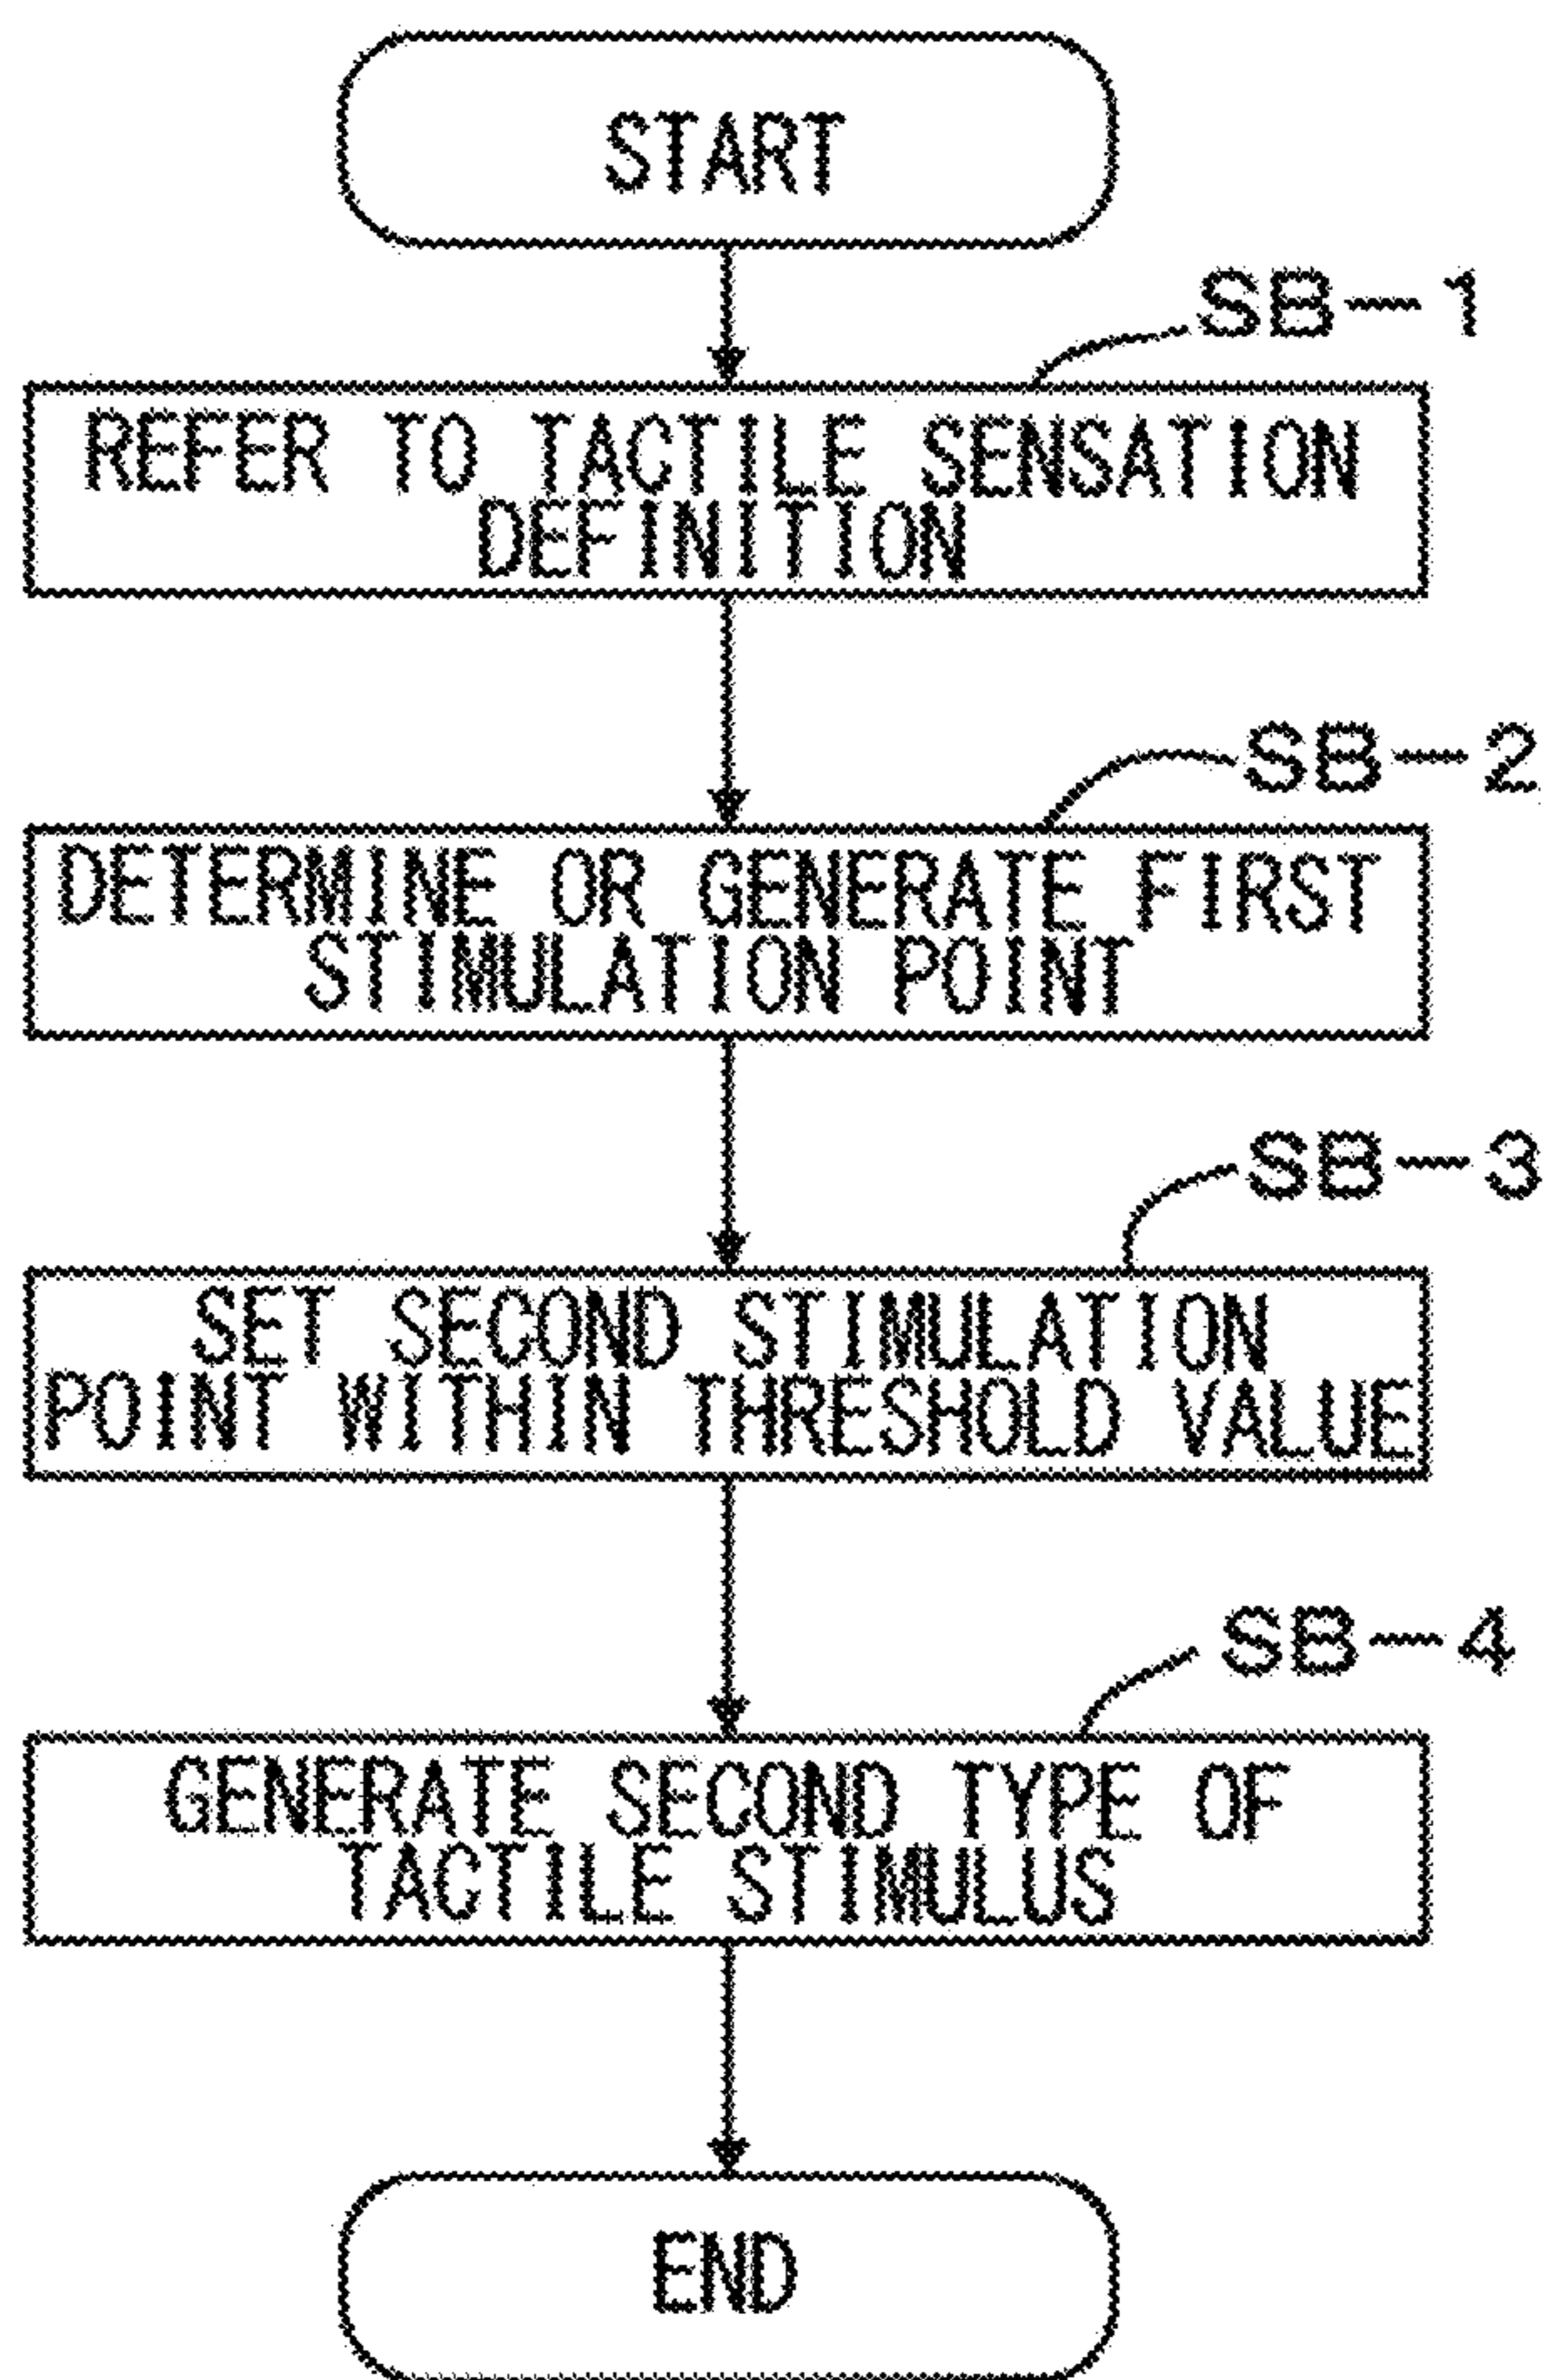 START
SB-1
REFER TO TACTILE SENSATION
DEFINITION
SB-2
DETERMINE OR GENERATE FIRST
STIMULATION POINT
SB-3
SET SECOND STIMULATION
POINT WITHIN THRESHOLD VALUE
SB-4
GENERATE SECOND TYPE OF
TACTILE STIMULUS
END